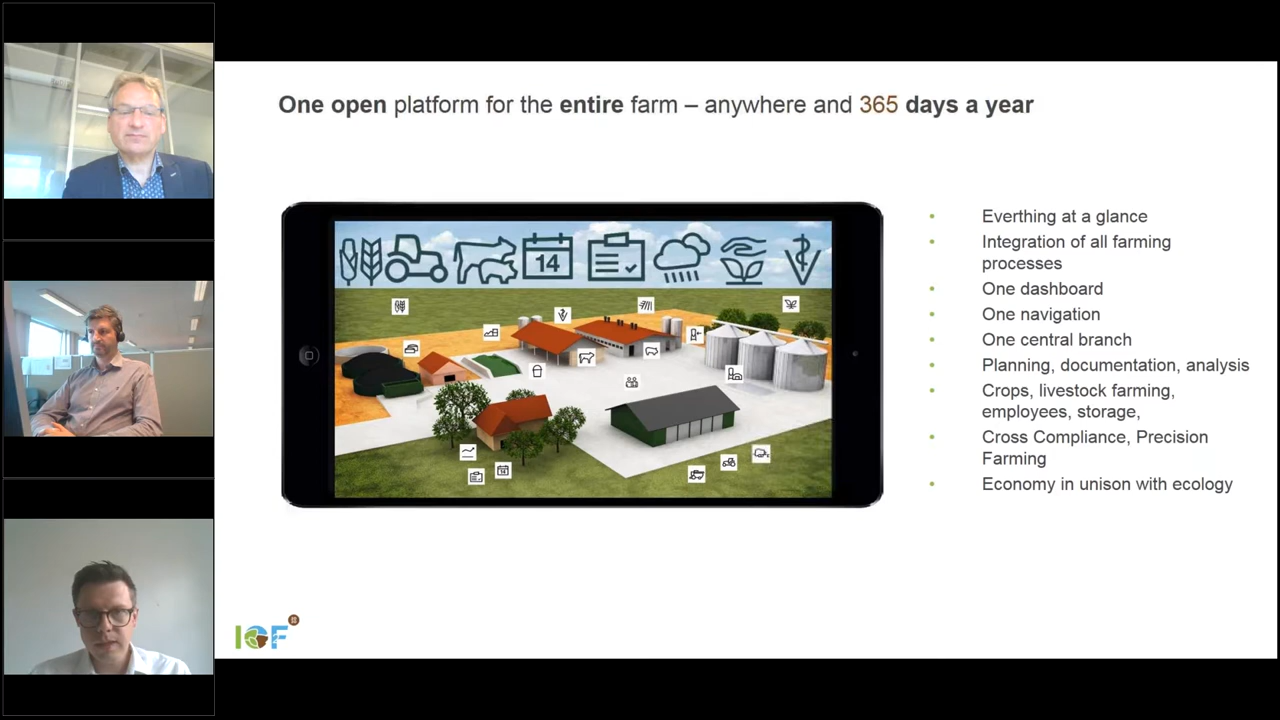 One open platform for the entire farm – anywhere and 365 days a year
14
• Everthing at a glance
• Integration of all farming
processes
• One dashboard
• One navigation
• One central branch
• Planning, documentation, analysis
• Crops, livestock farming,
employees, storage,
• Cross Compliance, Precision
Farming
• Economy in unison with ecology
IOF